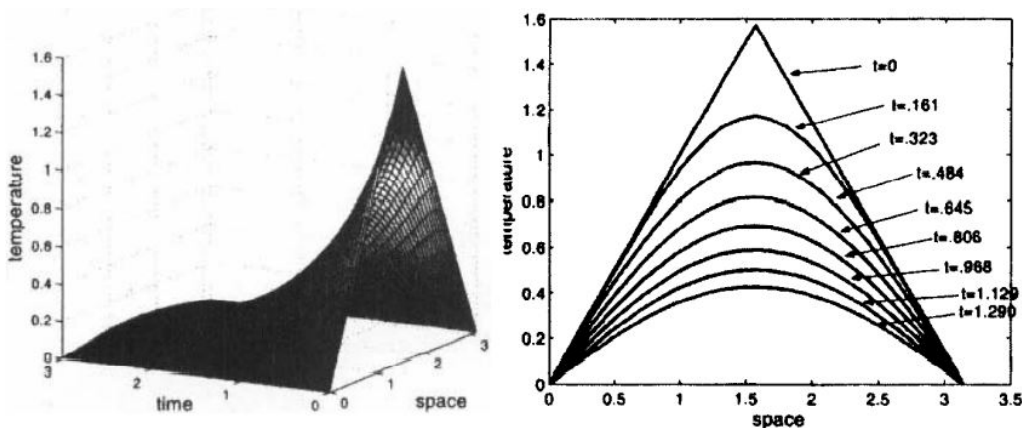 1.6
1.4
1.2
1
0.8
0.6
0.4
0.2
0
temperature
3
2
1
0
time
0
1
2
3
space
1.6
1.4
1.2
1
0.8
0.6
0.4
0.2
0
temperature
t=0
t=.161
t=.323
t=.484
t=.645
t=.806
t=.968
t=1.129
t=1.290
0
0.5
1
1.5
2
2.5
3
3.5
space